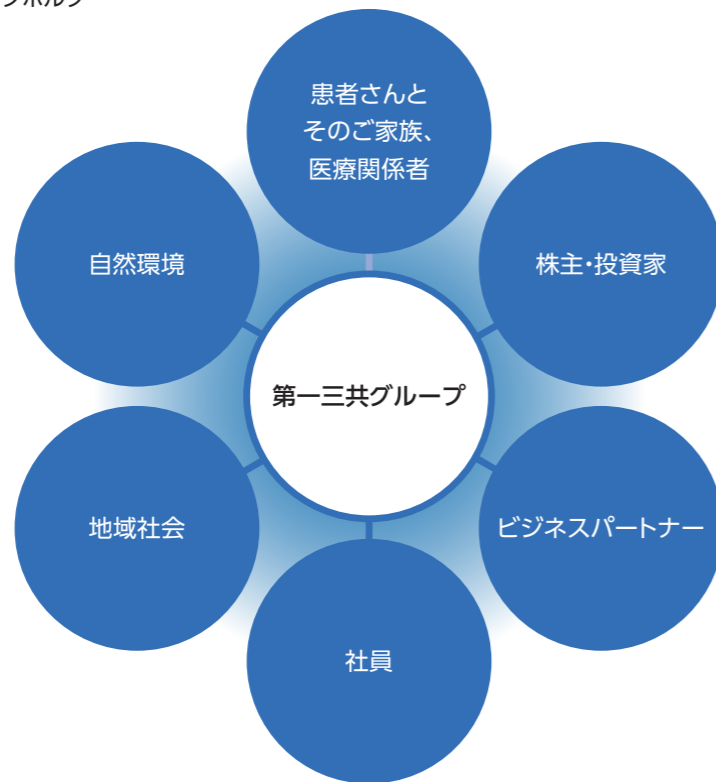 患者さんと
そのご家族、
医療関係者
自然環境
株主・投資家
第一三共グループ
地域社会
ビジネスパートナー
社員